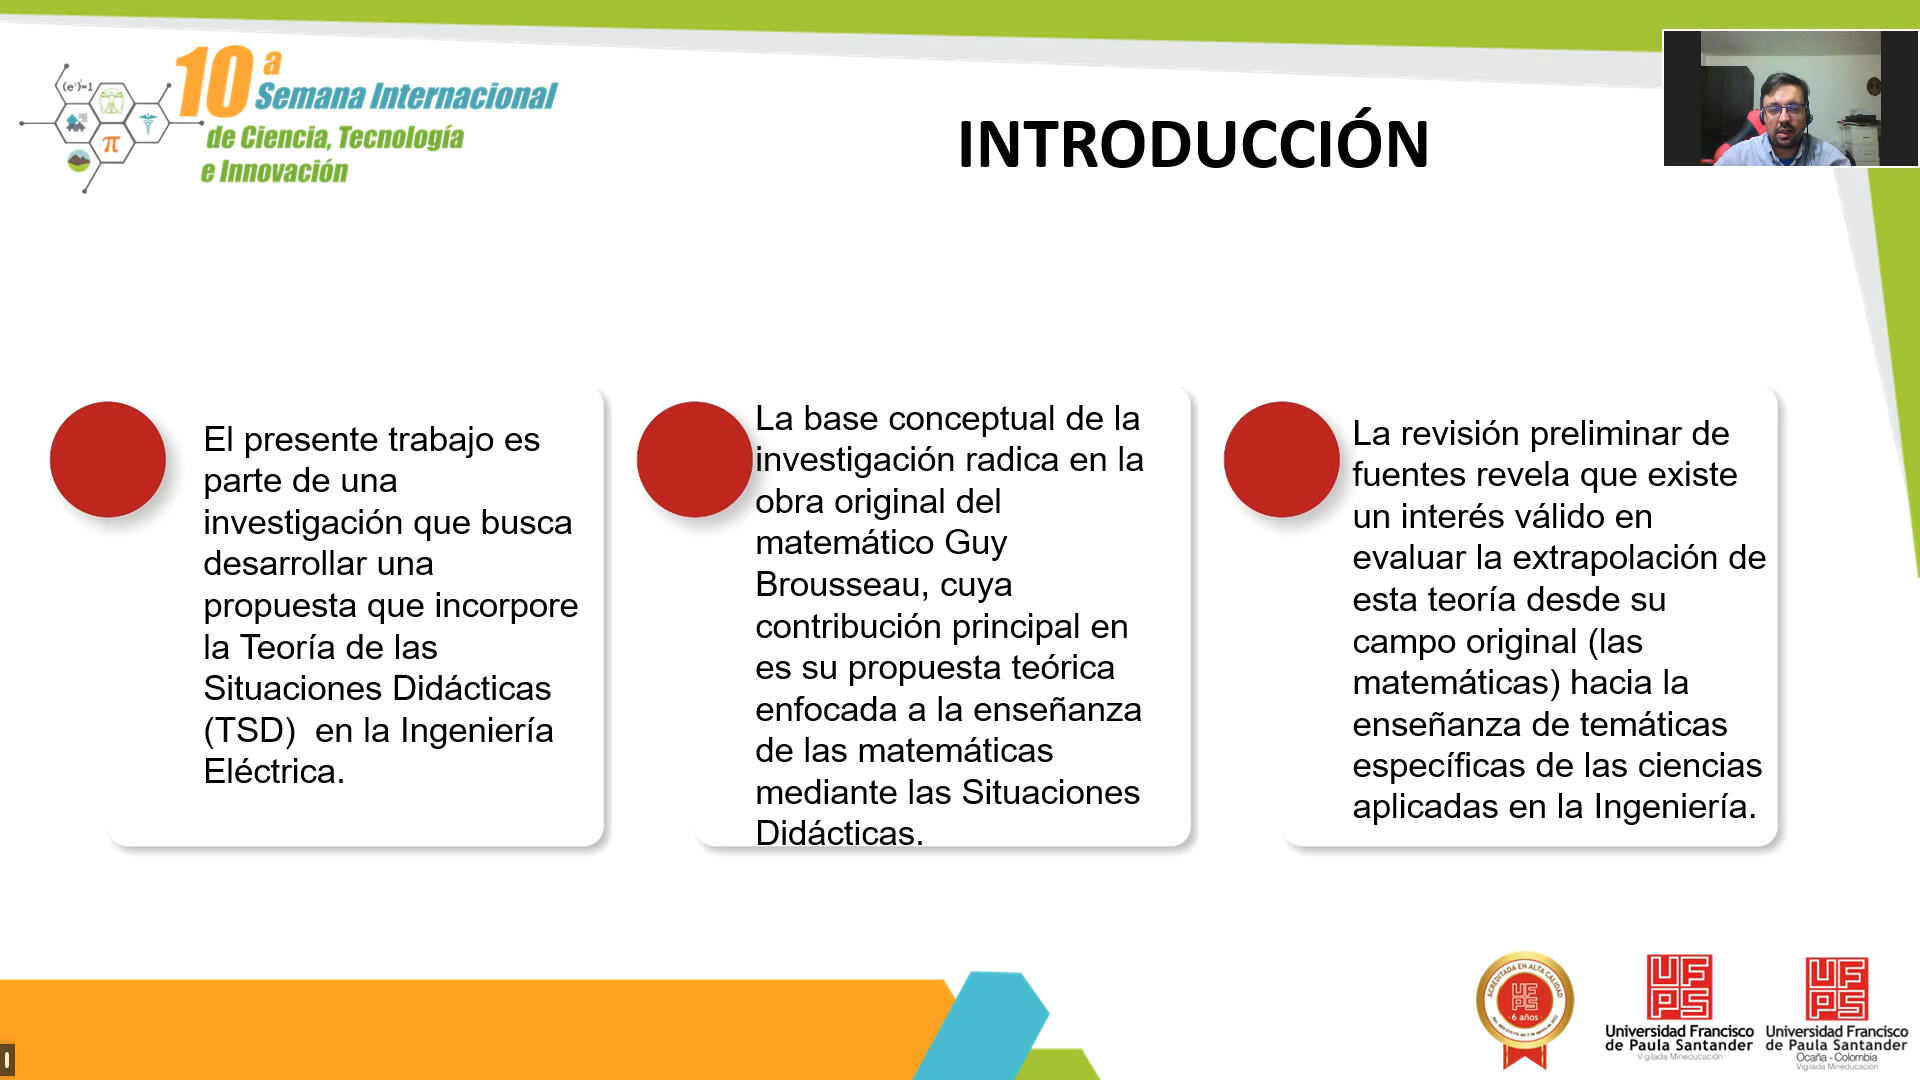 (eⁱ)=1
π
10ª
Semana Internacional
de Ciencia, Tecnología
e Innovación
INTRODUCCIÓN
El presente trabajo es
parte de una
investigación que busca
desarrollar una
propuesta que incorpore
la Teoría de las
Situaciones Didácticas
(TSD)  en la Ingeniería
Eléctrica.
La base conceptual de la
investigación radica en la
obra original del
matemático Guy
Brousseau, cuya
contribución principal en
es su propuesta teórica
enfocada a la enseñanza
de las matemáticas
mediante las Situaciones
Didácticas.
La revisión preliminar de
fuentes revela que existe
un interés válido en
evaluar la extrapolación de
esta teoría desde su
campo original (las
matemáticas) hacia la
enseñanza de temáticas
específicas de las ciencias
aplicadas en la Ingeniería.
ACREDITADA EN ALTA CALIDAD
UFPS
6 años
UFPS
Universidad Francisco
de Paula Santander
Vigilada Mineducación
UFPS
Universidad Francisco
de Paula Santander
Ocaña - Colombia
Vigilada Mineducación